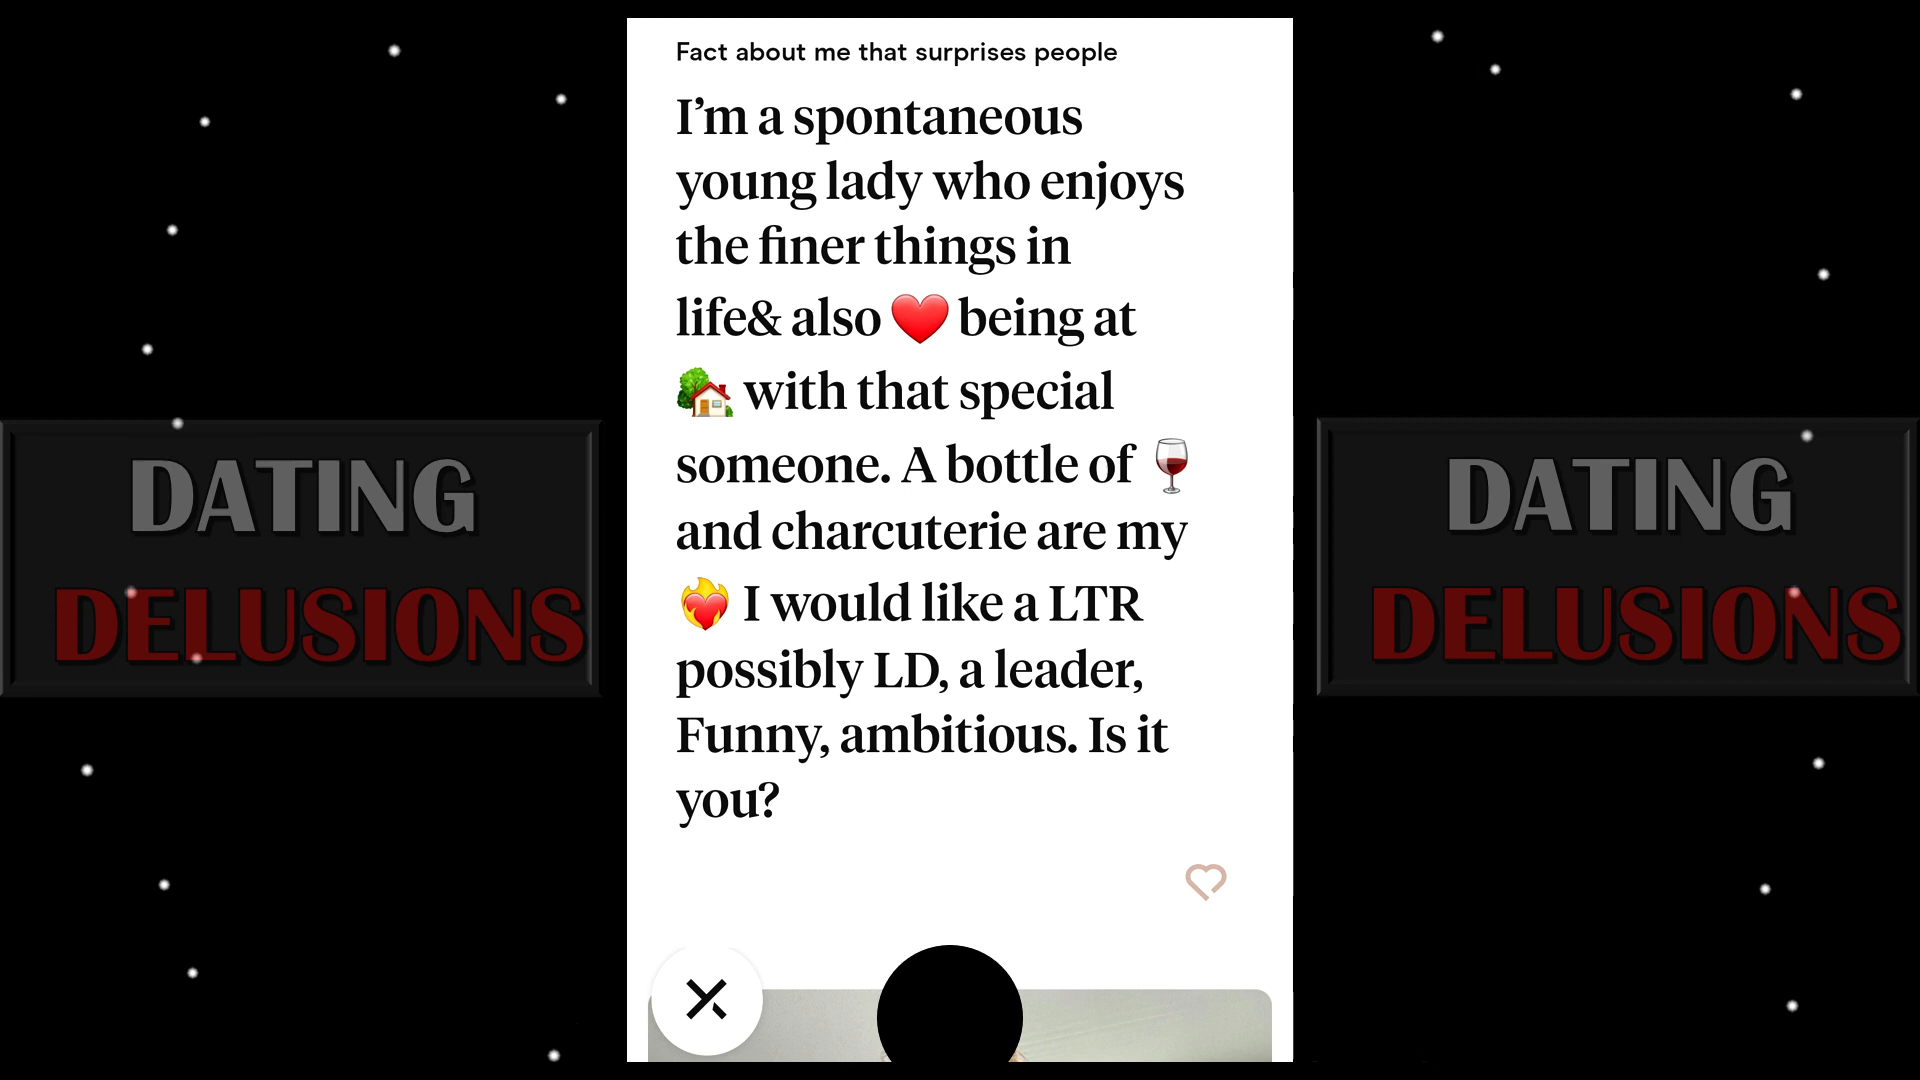 Fact about me that surprises people
I'm a spontaneous
young lady who enjoys
the finer things in
life& also ❤️ being at
🏡 with that special
someone. A bottle of 🍷
and charcuterie are my
❤️‍🔥 I would like a LTR
possibly LD, a leader,
Funny, ambitious. Is it
you?
DATING
DELUSIONS
DATING
DELUSIONS